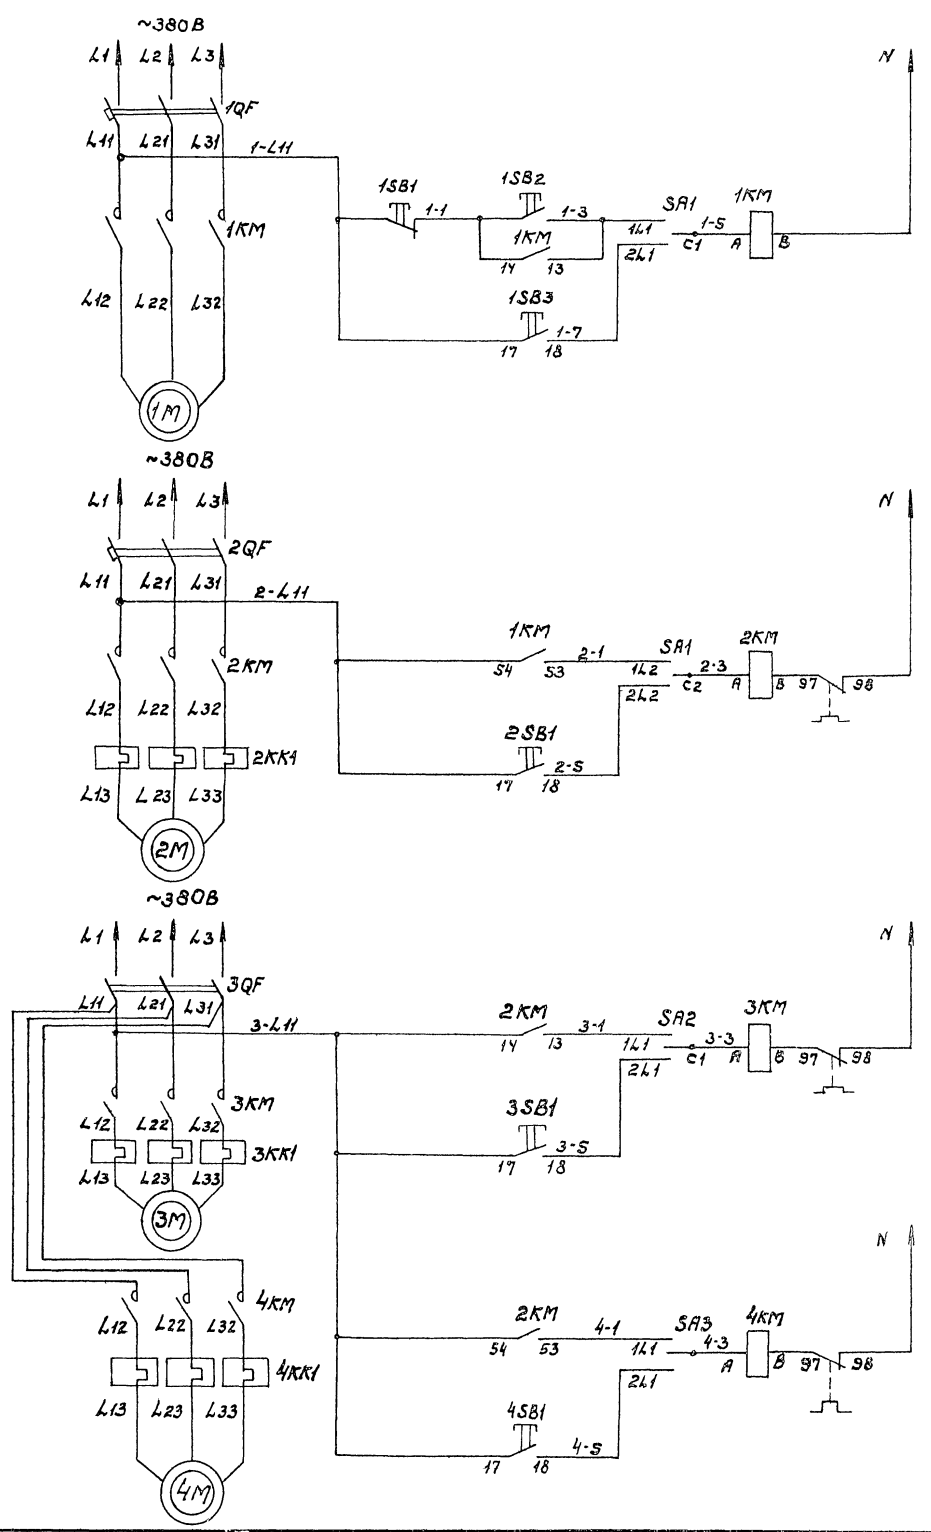 ~380В
L1 L2 L3 N
1QF
L11 L21 L31 1-L11
1SB1 1-1 1SB2 1-3 SA1 1KM
1KM 1KM 1L1 1-5
14 13 2L1 C1 A B
L12 L22 L32 1SB3
1-7
17 18
1M
~380В
L1 L2 L3 N
2QF
L11 L21 L31 2-L11
1KM 2-1 SA1 2KM
2KM 54 53 1L2 2-3
2L2 C2 A B 97 98
L12 L22 L32
2SB1
2KK1 2-5
L13 L23 L33 17 18
2M
~380В
L1 L2 L3 N
3QF
L11 L21 L31 3-L11
2KM 3-1 SA2 3KM
14 13 1L1 3-3
2L1 C1 A B 97 98
3KM 3SB1
L12 L22 L32
3KK1 3-5
L13 L23 L33 17 18
3M
N
4KM 2KM 4-1 SA3 4KM
L12 L22 L32 54 53 1L1 4-3
4KK1 2L1 A B 97 98
L13 L23 L33 4SB1
4-5
17 18
4M